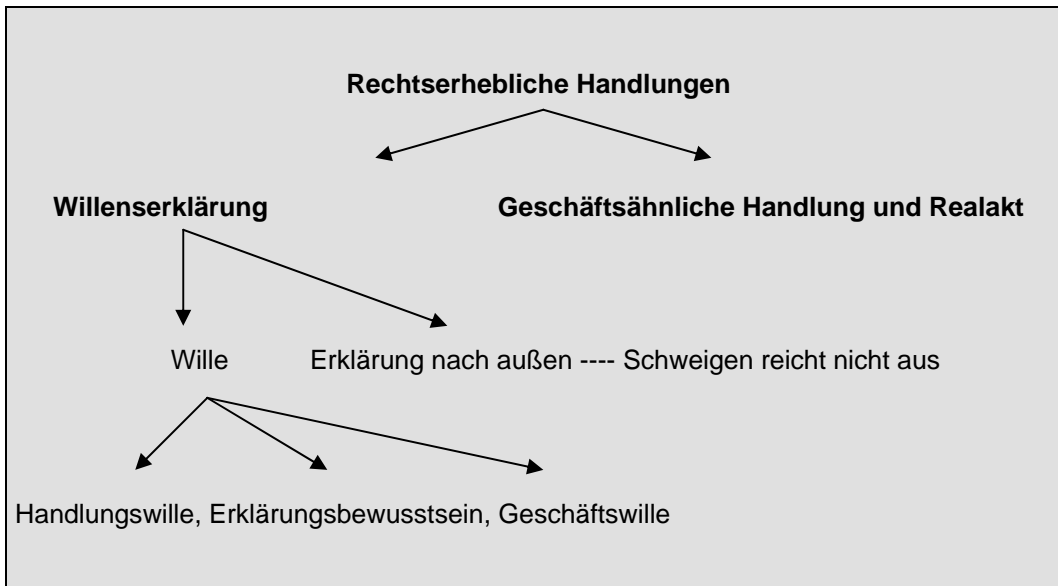 Rechtserhebliche Handlungen
Willenserklärung Geschäftsähnliche Handlung und Realakt
Wille Erklärung nach außen ---- Schweigen reicht nicht aus
Handlungswille, Erklärungsbewusstsein, Geschäftswille